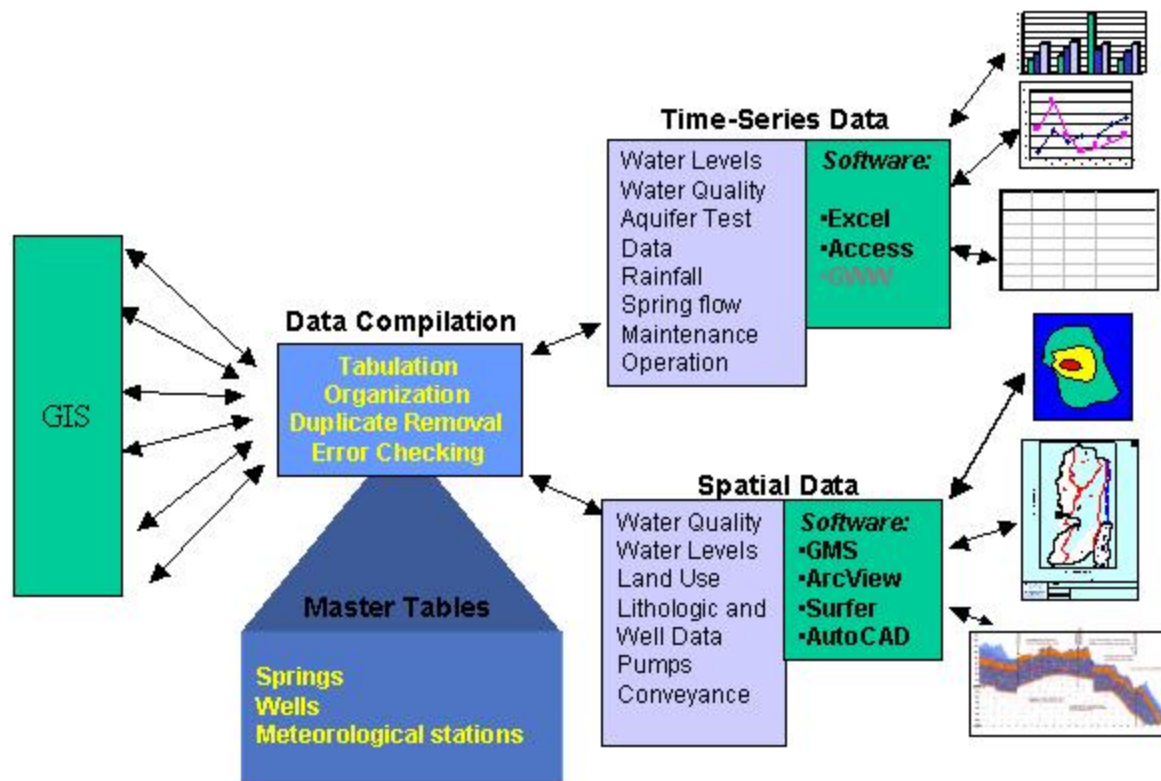 Time-Series Data
Water Levels
Water Quality
Aquifer Test
Data
Rainfall
Spring flow
Maintenance
Operation
Software:
•Excel
•Access
•GWW
GIS
Data Compilation
Tabulation
Organization
Duplicate Removal
Error Checking
Master Tables
Springs
Wells
Meteorological stations
Spatial Data
Water Quality
Water Levels
Land Use
Lithologic and
Well Data
Pumps
Conveyance
Software:
•GMS
•ArcView
•Surfer
•AutoCAD